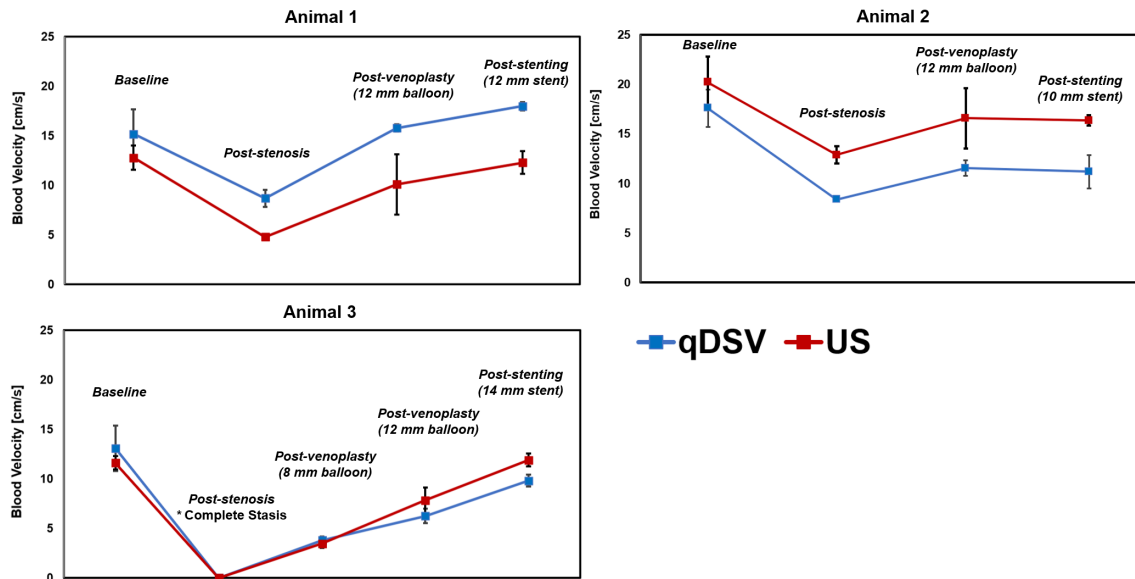 Animal 1
Blood Velocity [cm/s]
25
20
15
10
5
0
Baseline
Post-stenosis
Post-venoplasty
(12 mm balloon)
Post-stenting
(12 mm stent)
Animal 2
Blood Velocity [cm/s]
25
20
15
10
5
0
Baseline
Post-stenosis
Post-venoplasty
(12 mm balloon)
Post-stenting
(10 mm stent)
Animal 3
Blood Velocity [cm/s]
25
20
15
10
5
0
Baseline
Post-stenosis
* Complete Stasis
Post-venoplasty
(8 mm balloon)
Post-venoplasty
(12 mm balloon)
Post-stenting
(14 mm stent)
qDSV US